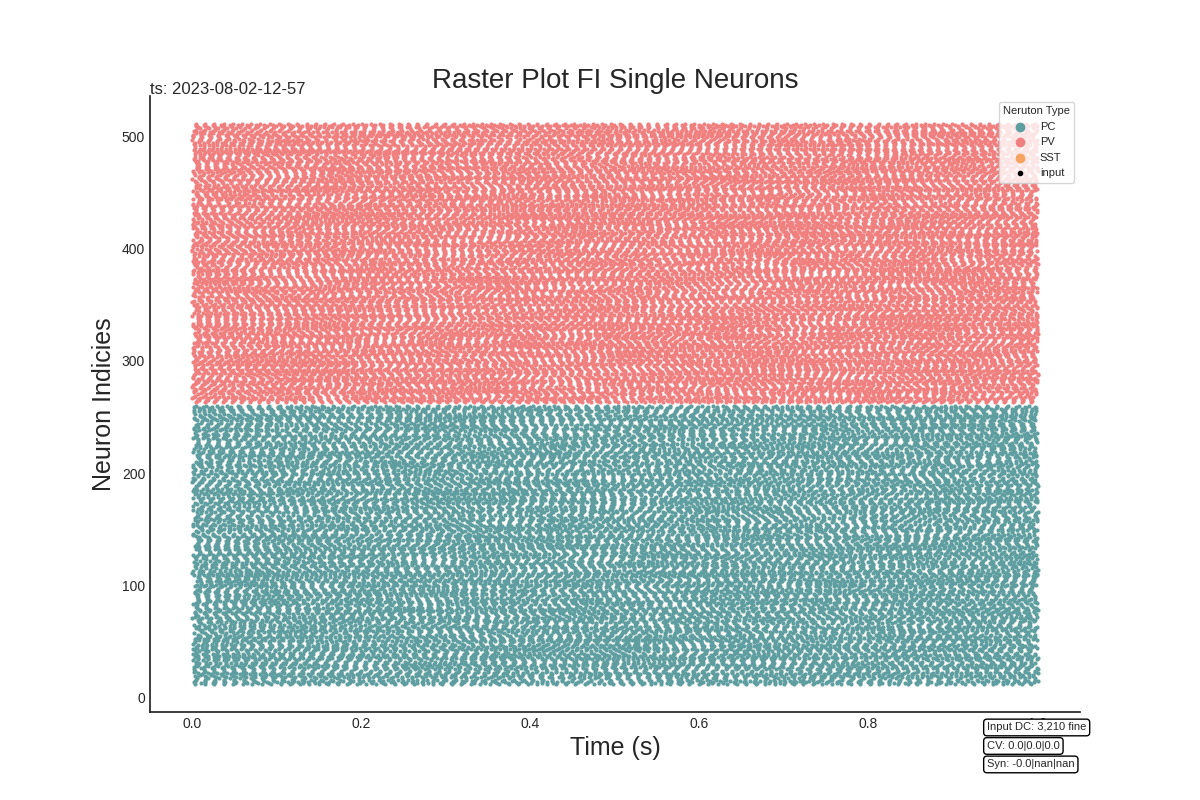 Raster Plot FI Single Neurons
ts: 2023-08-02-12-57
Neruton Type
PC
PV
SST
input
Neuron Indicies
500
400
300
200
100
0
0.0
0.2
0.4
0.6
0.8
Time (s)
Input DC: 3,210 fine
CV: 0.0|0.0|0.0
Syn: -0.0|nan|nan